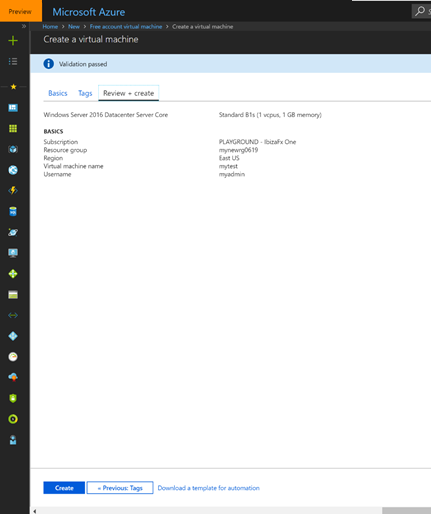 Preview
Microsoft Azure
Home > New > Free account virtual machine > Create a virtual machine
Create a virtual machine
Validation passed
Basics Tags Review + create
Windows Server 2016 Datacenter Server Core Standard B1s (1 vcpus, 1 GB memory)
BASICS
Subscription PLAYGROUND - IbizaFx One
Resource group mynewrg0619
Region East US
Virtual machine name mytest
Username myadmin
Create « Previous: Tags Download a template for automation